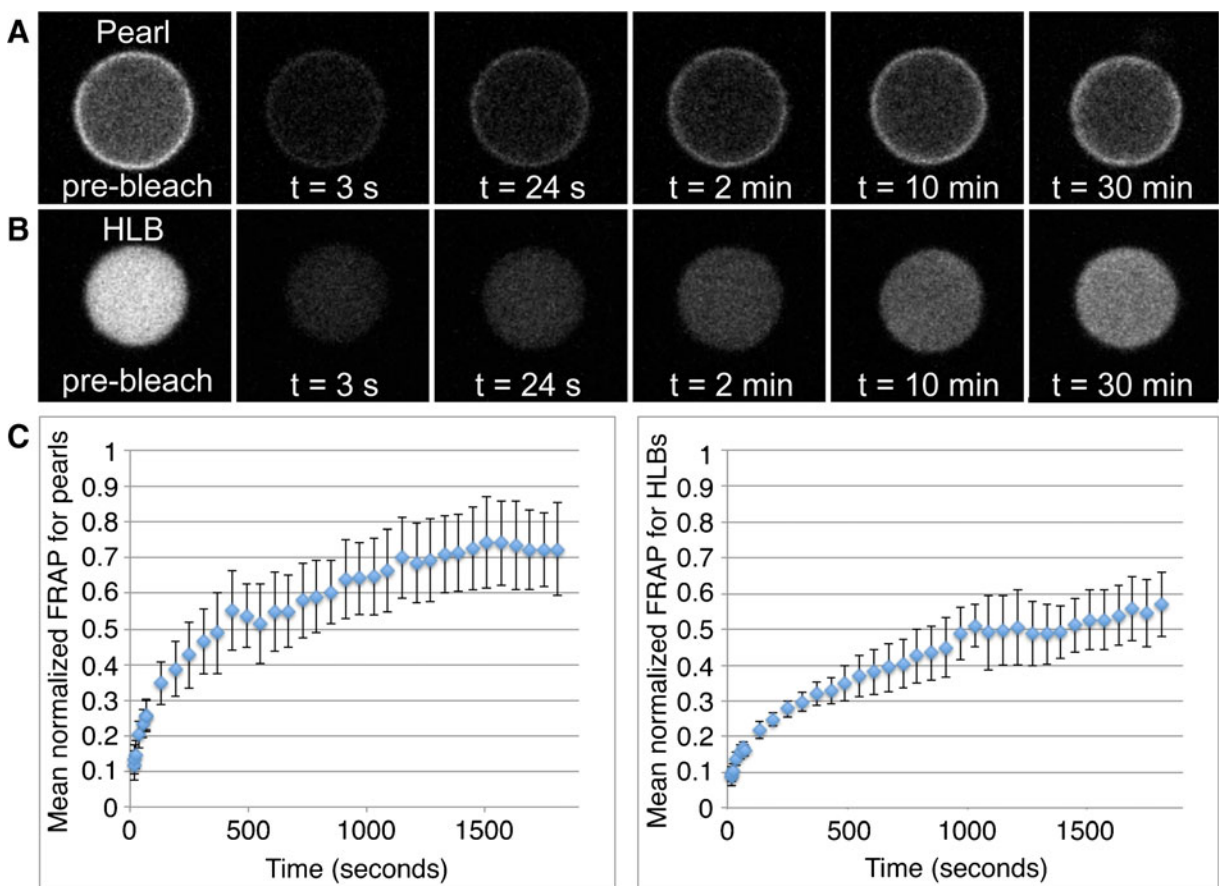 A
Pearl
pre-bleach
t = 3 s
t = 24 s
t = 2 min
t = 10 min
t = 30 min
B
HLB
pre-bleach
t = 3 s
t = 24 s
t = 2 min
t = 10 min
t = 30 min
C
Mean normalized FRAP for pearls
1
0.9
0.8
0.7
0.6
0.5
0.4
0.3
0.2
0.1
0
0 500 1000 1500
Time (seconds)
Mean normalized FRAP for HLBs
1
0.9
0.8
0.7
0.6
0.5
0.4
0.3
0.2
0.1
0
0 500 1000 1500
Time (seconds)